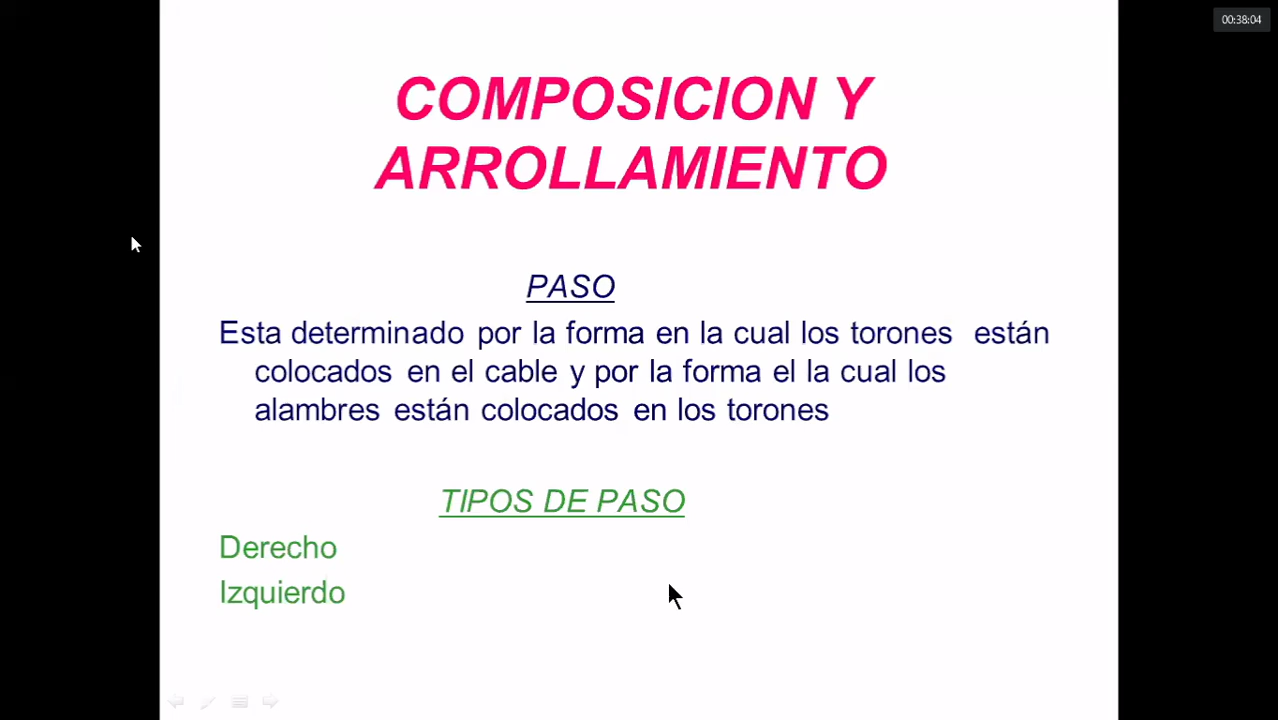 00:38:04
COMPOSICION Y
ARROLLAMIENTO
PASO
Esta determinado por la forma en la cual los torones están
colocados en el cable y por la forma el la cual los
alambres están colocados en los torones
TIPOS DE PASO
Derecho
Izquierdo